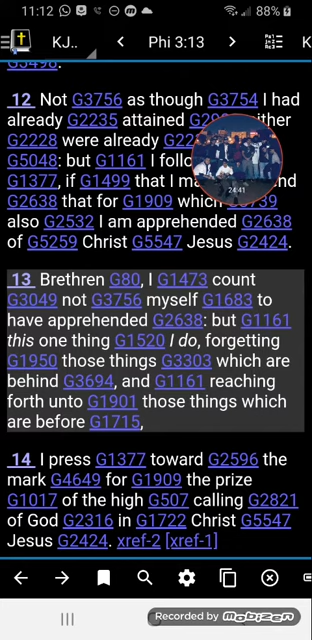 11:12 88%
KJ.. Phi 3:13 K
G5498.
12 Not G3756 as though G3754 I had
already G2235 attained
G2228 were already
G5048: but G1161 I
G1377, if G1499 that I
G2638 that for G1909 which
also G2532 I am apprehended G2638
of G5259 Christ G5547 Jesus G2424.
24:41
13 Brethren G80, I G1473 count
G3049 not G3756 myself G1683 to
have apprehended G2638: but G1161
this one thing G1520 I do, forgetting
G1950 those things G3303 which are
behind G3694, and G1161 reaching
forth unto G1901 those things which
are before G1715,
14 I press G1377 toward G2596 the
mark G4649 for G1909 the prize
G1017 of the high G507 calling G2821
of God G2316 in G1722 Christ G5547
Jesus G2424. xref-2 [xref-1]
Recorded by MOBIZEN